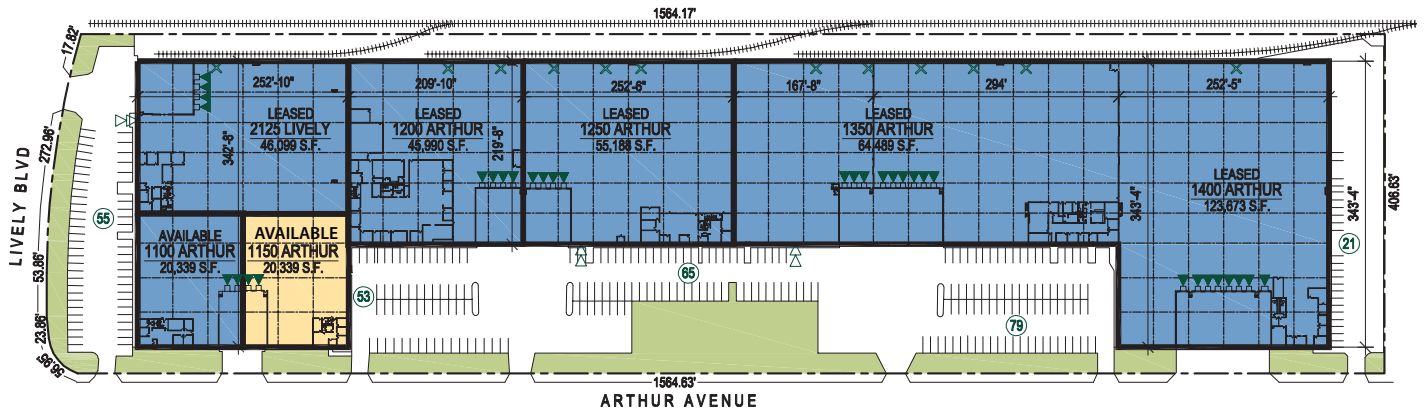 1564.17'
17.82'
252'-10"
209'-10"
252'-6"
167'-8"
294'
252'-5"
LEASED
2125 LIVELY
46,099 S.F.
LEASED
1200 ARTHUR
45,990 S.F.
LEASED
1250 ARTHUR
55,188 S.F.
LEASED
1350 ARTHUR
64,489 S.F.
LEASED
1400 ARTHUR
123,673 S.F.
342'-8"
219'-8"
343'-4"
343'-4"
406.63'
272.96'
LIVELY BLVD
53.86'
23.86'
56.95'
55
AVAILABLE
1100 ARTHUR
20,339 S.F.
AVAILABLE
1150 ARTHUR
20,339 S.F.
53
65
79
21
1564.63'
ARTHUR AVENUE